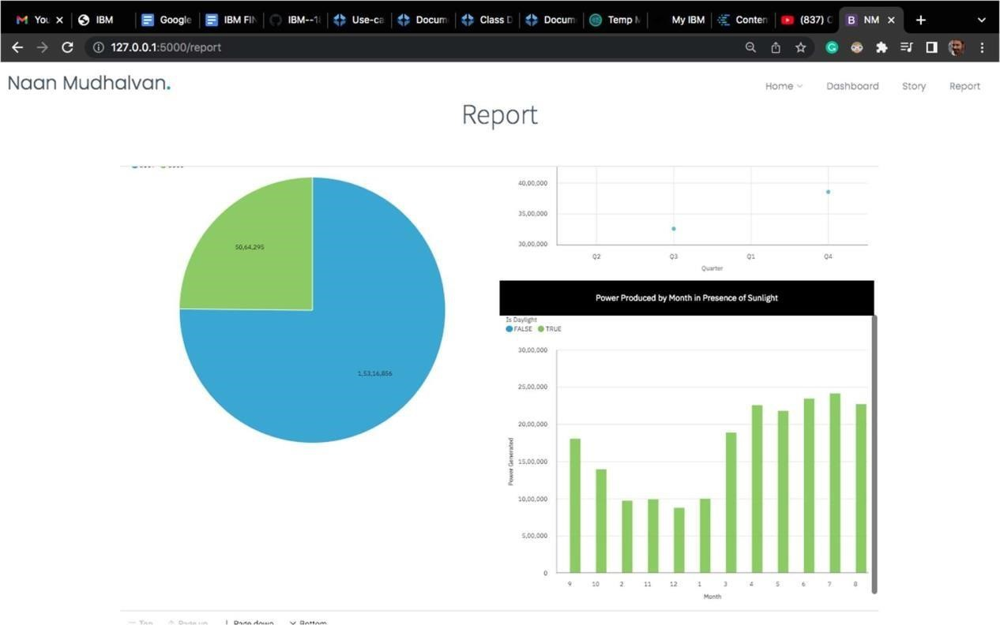 You
IBM
Google
IBM FIN
IBM--18
Use-ca
Docum
Class D
Docum
Temp M
My IBM
Conten
(837) C
NM
127.0.0.1:5000/report
Naan Mudhalvan.
Home
Dashboard
Story
Report
Report
50,64,295
1,53,16,856
40,00,000
35,00,000
30,00,000
Q2 Q3 Q1 Q4
Quarter
Power Produced by Month in Presence of Sunlight
Is Daylight
FALSE TRUE
30,00,000
25,00,000
20,00,000
15,00,000
10,00,000
5,00,000
0
Power Generated
9 10 2 11 12 1 3 4 5 6 7 8
Month
Top Page up Page down Bottom